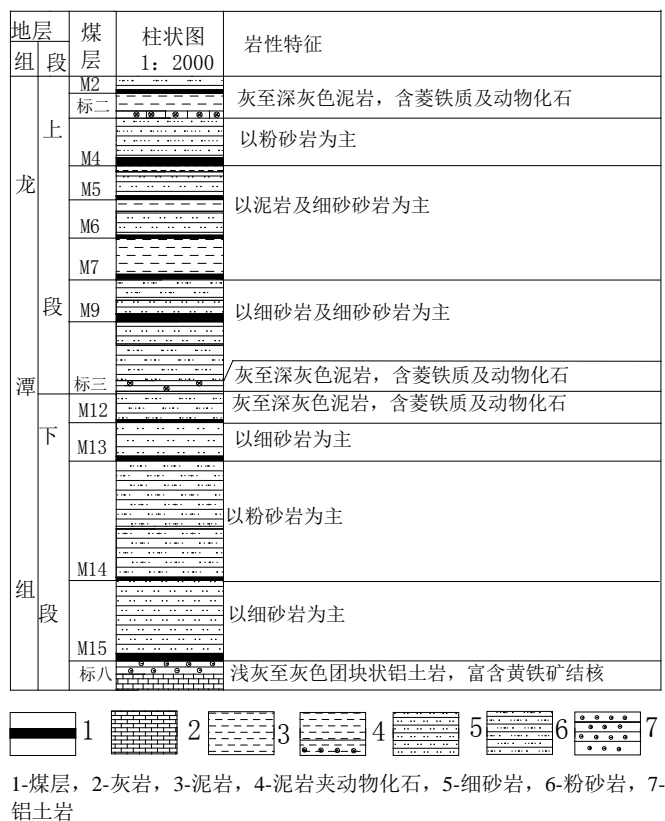 地层
煤层
柱状图
1：2000
岩性特征
组 段
龙潭组
上段
下段
M2
标二 灰至深灰色泥岩，含菱铁质及动物化石
M4 以粉砂岩为主
M5
M6 以泥岩及细砂砂岩为主
M7
M9 以细砂岩及细砂砂岩为主
标三 灰至深灰色泥岩，含菱铁质及动物化石
M12 灰至深灰色泥岩，含菱铁质及动物化石
M13 以细砂岩为主
M14 以粉砂岩为主
M15 以细砂岩为主
标八 浅灰至灰色团块状铝土岩，富含黄铁矿结核
1 2 3 4 5 6 7
1-煤层，2-灰岩，3-泥岩，4-泥岩夹动物化石，5-细砂岩，6-粉砂岩，7-
铝土岩